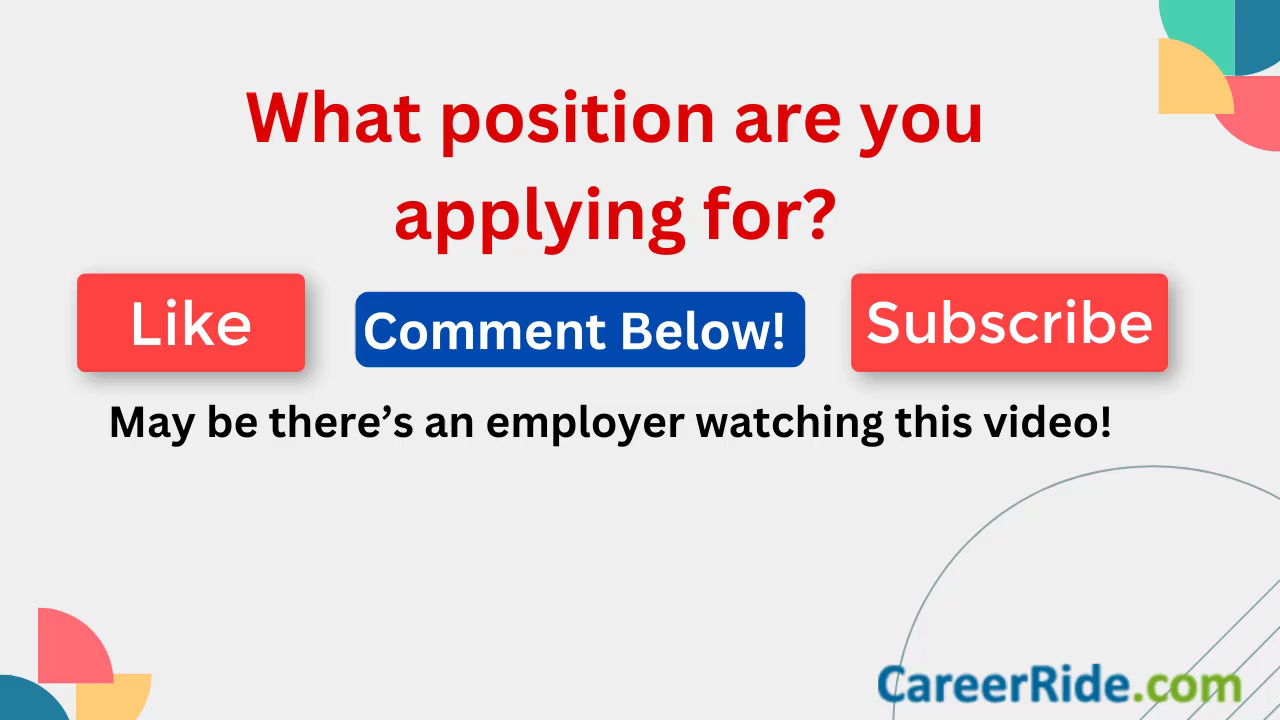 What position are you
applying for?
Like
Comment Below!
Subscribe
May be there’s an employer watching this video!
CareerRide.com